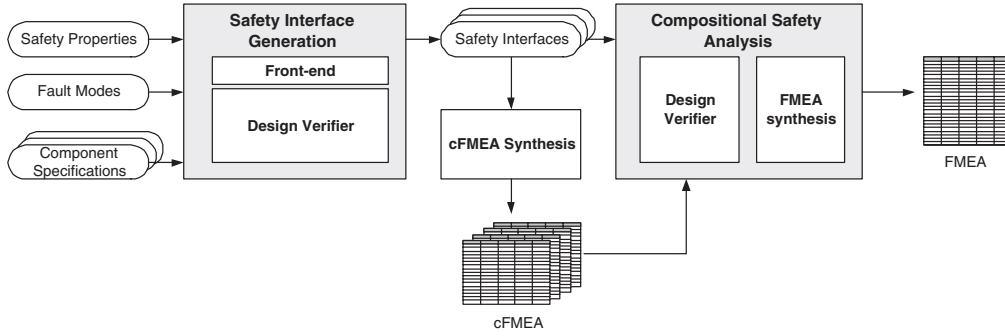 Safety Properties
Fault Modes
Component
Specifications
Safety Interface
Generation
Front-end
Design Verifier
Safety Interfaces
cFMEA Synthesis
cFMEA
Compositional Safety
Analysis
Design
Verifier
FMEA
synthesis
FMEA